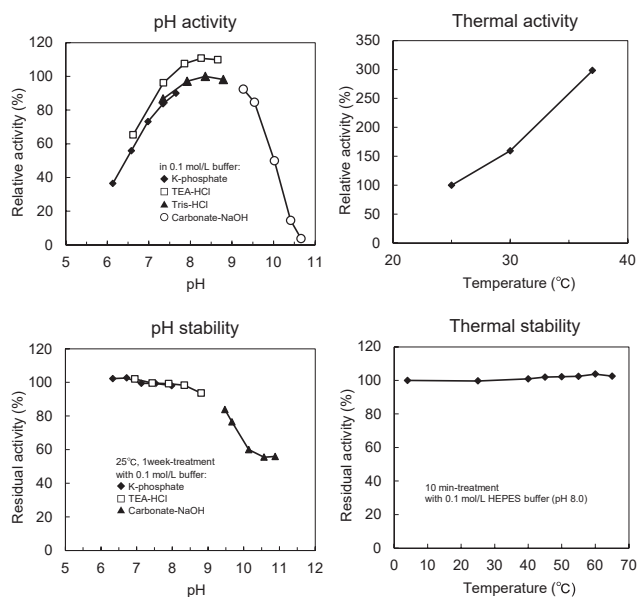 pH activity
120
100
80
60
40
20
0
Relative activity (%)
in 0.1 mol/L buffer:
K-phosphate
TEA-HCl
Tris-HCl
Carbonate-NaOH
5 6 7 8 9 10 11
pH
Thermal activity
350
300
250
200
150
100
50
0
Relative activity (%)
20 30 40
Temperature (℃)
pH stability
120
100
80
60
40
20
0
Residual activity (%)
25℃, 1week-treatment
with 0.1 mol/L buffer:
K-phosphate
TEA-HCl
Carbonate-NaOH
5 6 7 8 9 10 11 12
pH
Thermal stability
120
100
80
60
40
20
0
Residual activity (%)
10 min-treatment
with 0.1 mol/L HEPES buffer (pH 8.0)
0 10 20 30 40 50 60 70
Temperature (℃)